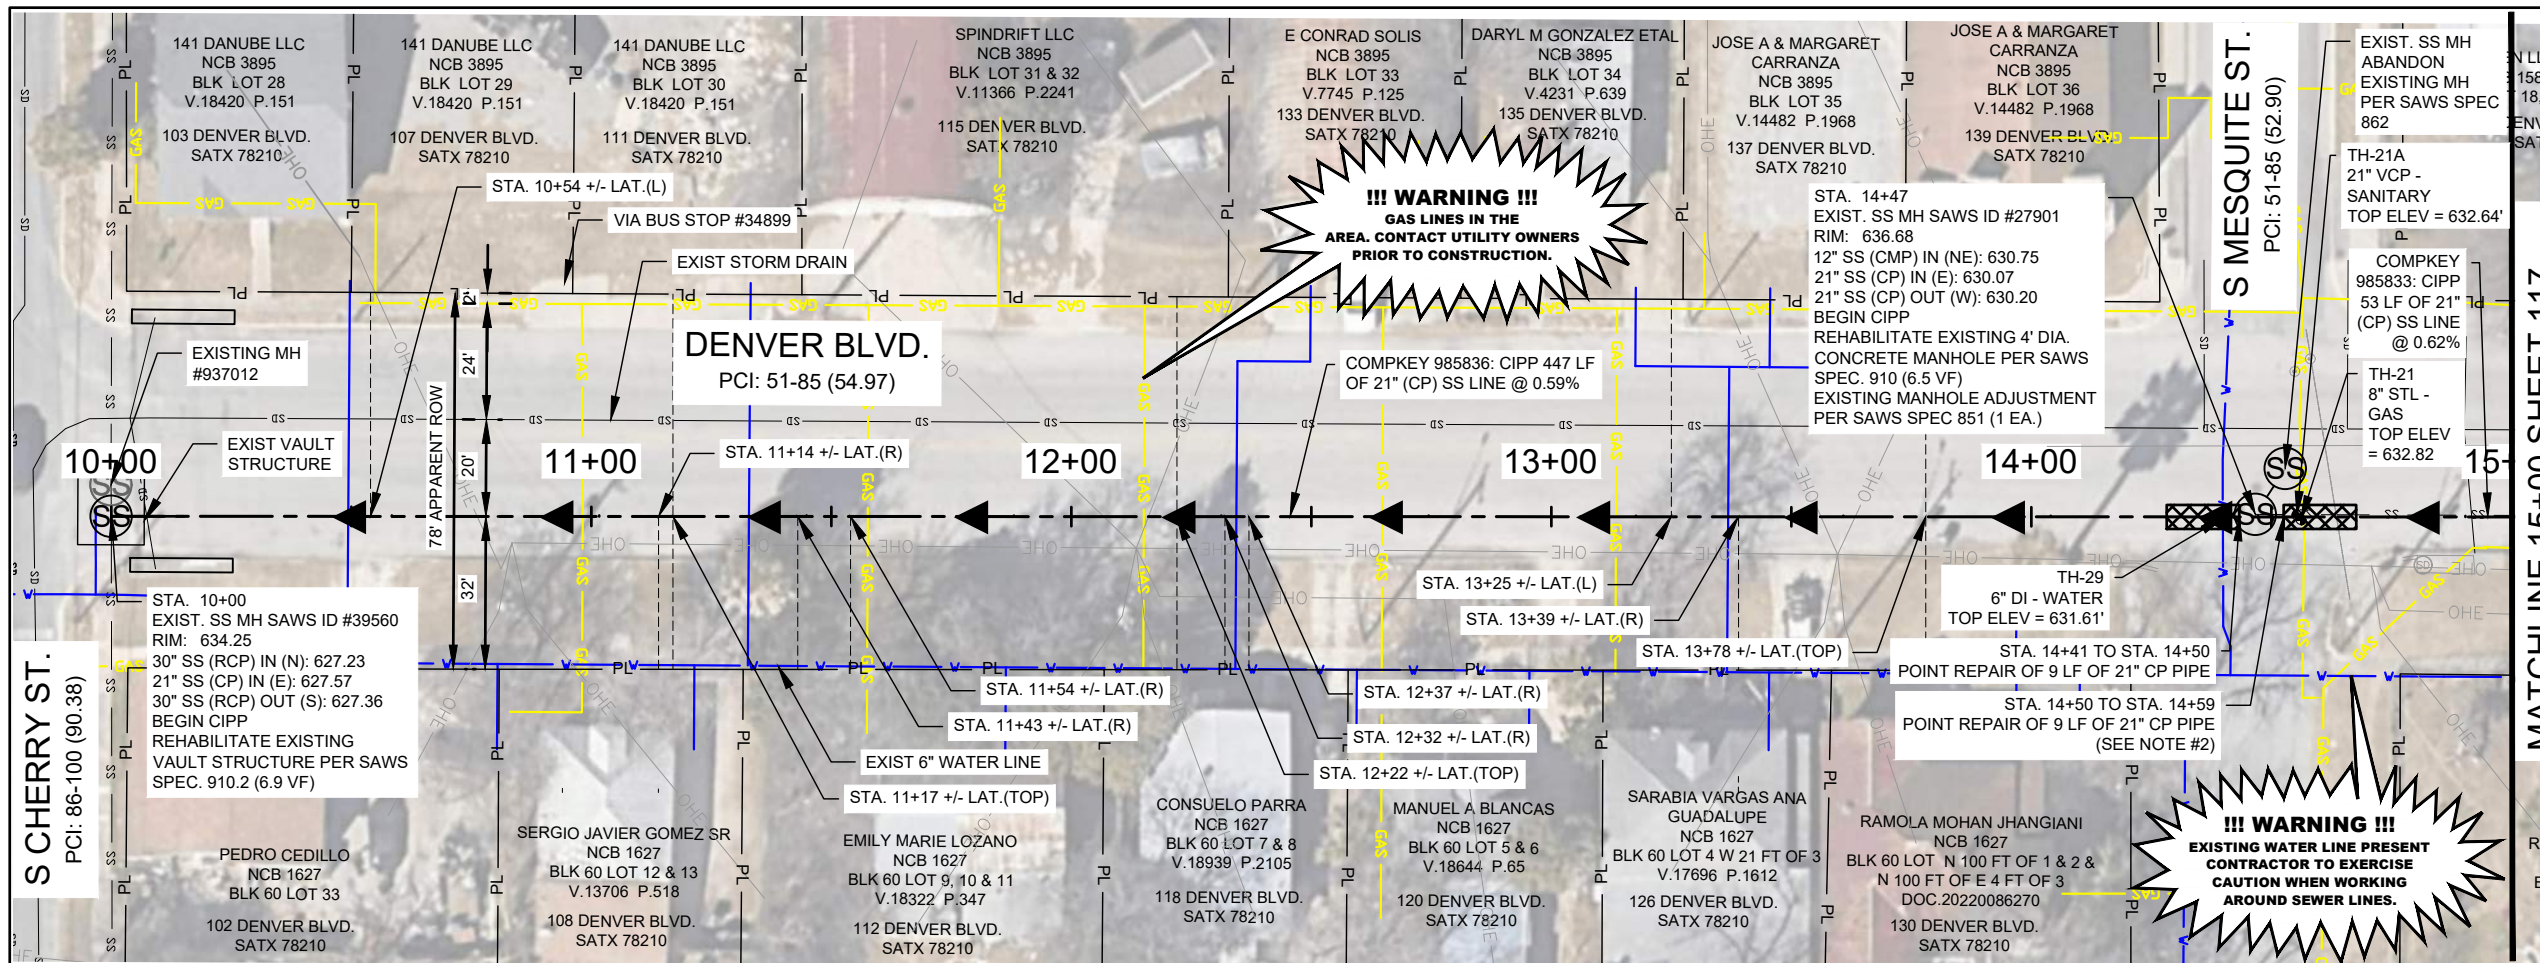 141 DANUBE LLC
NCB 3895
BLK LOT 28
V.18420 P.151
103 DENVER BLVD.
SATX 78210
141 DANUBE LLC
NCB 3895
BLK LOT 29
V.18420 P.151
107 DENVER BLVD.
SATX 78210
141 DANUBE LLC
NCB 3895
BLK LOT 30
V.18420 P.151
111 DENVER BLVD.
SATX 78210
SPINDRIFT LLC
NCB 3895
BLK LOT 31 & 32
V.11366 P.2241
115 DENVER BLVD.
SATX 78210
E CONRAD SOLIS
NCB 3895
BLK LOT 33
V.7745 P.125
133 DENVER BLVD.
SATX 78210
DARYL M GONZALEZ ETAL
NCB 3895
BLK LOT 34
V.4231 P.639
135 DENVER BLVD.
SATX 78210
JOSE A & MARGARET
CARRANZA
NCB 3895
BLK LOT 35
V.14482 P.1968
137 DENVER BLVD.
SATX 78210
JOSE A & MARGARET
CARRANZA
NCB 3895
BLK LOT 36
V.14482 P.1968
139 DENVER BLVD.
SATX 78210
S MESQUITE ST.
PCI: 51-85 (52.90)
EXIST. SS MH
ABANDON
EXISTING MH
PER SAWS SPEC
862
TH-21A
21" VCP -
SANITARY
TOP ELEV = 632.64'
COMPKEY
985833: CIPP
53 LF OF 21"
(CP) SS LINE
@ 0.62%
TH-21
8" STL -
GAS
TOP ELEV
= 632.82
MATCHLINE 15+00 SHEET 117
STA. 10+54 +/- LAT.(L)
VIA BUS STOP #34899
EXIST STORM DRAIN
!!! WARNING !!!
GAS LINES IN THE
AREA. CONTACT UTILITY OWNERS
PRIOR TO CONSTRUCTION.
STA. 14+47
EXIST. SS MH SAWS ID #27901
RIM: 636.68
12" SS (CMP) IN (NE): 630.75
21" SS (CP) IN (E): 630.07
21" SS (CP) OUT (W): 630.20
BEGIN CIPP
REHABILITATE EXISTING 4' DIA.
CONCRETE MANHOLE PER SAWS
SPEC. 910 (6.5 VF)
EXISTING MANHOLE ADJUSTMENT
PER SAWS SPEC 851 (1 EA.)
EXISTING MH
#937012
EXIST VAULT
STRUCTURE
78' APPARENT ROW
12'
24'
20'
32'
DENVER BLVD.
PCI: 51-85 (54.97)
COMPKEY 985836: CIPP 447 LF
OF 21" (CP) SS LINE @ 0.59%
10+00
11+00
12+00
13+00
14+00
15+
SS
SS
SS
SS
STA. 11+14 +/- LAT.(R)
STA. 10+00
EXIST. SS MH SAWS ID #39560
RIM: 634.25
30" SS (RCP) IN (N): 627.23
21" SS (CP) IN (E): 627.57
30" SS (RCP) OUT (S): 627.36
BEGIN CIPP
REHABILITATE EXISTING
VAULT STRUCTURE PER SAWS
SPEC. 910.2 (6.9 VF)
S CHERRY ST.
PCI: 86-100 (90.38)
STA. 11+54 +/- LAT.(R)
STA. 11+43 +/- LAT.(R)
EXIST 6" WATER LINE
STA. 11+17 +/- LAT.(TOP)
STA. 13+25 +/- LAT.(L)
STA. 13+39 +/- LAT.(R)
STA. 13+78 +/- LAT.(TOP)
STA. 12+37 +/- LAT.(R)
STA. 12+32 +/- LAT.(R)
STA. 12+22 +/- LAT.(TOP)
TH-29
6" DI - WATER
TOP ELEV = 631.61'
STA. 14+41 TO STA. 14+50
POINT REPAIR OF 9 LF OF 21" CP PIPE
STA. 14+50 TO STA. 14+59
POINT REPAIR OF 9 LF OF 21" CP PIPE
(SEE NOTE #2)
!!! WARNING !!!
EXISTING WATER LINE PRESENT
CONTRACTOR TO EXERCISE
CAUTION WHEN WORKING
AROUND SEWER LINES.
PEDRO CEDILLO
NCB 1627
BLK 60 LOT 33
102 DENVER BLVD.
SATX 78210
SERGIO JAVIER GOMEZ SR
NCB 1627
BLK 60 LOT 12 & 13
V.13706 P.518
108 DENVER BLVD.
SATX 78210
EMILY MARIE LOZANO
NCB 1627
BLK 60 LOT 9, 10 & 11
V.18322 P.347
112 DENVER BLVD.
SATX 78210
CONSUELO PARRA
NCB 1627
BLK 60 LOT 7 & 8
V.18939 P.2105
118 DENVER BLVD.
SATX 78210
MANUEL A BLANCAS
NCB 1627
BLK 60 LOT 5 & 6
V.18644 P.65
120 DENVER BLVD.
SATX 78210
SARABIA VARGAS ANA
GUADALUPE
NCB 1627
BLK 60 LOT 4 W 21 FT OF 3
V.17696 P.1612
126 DENVER BLVD.
SATX 78210
RAMOLA MOHAN JHANGIANI
NCB 1627
BLK 60 LOT N 100 FT OF 1 & 2 &
N 100 FT OF E 4 FT OF 3
DOC.20220086270
130 DENVER BLVD.
SATX 78210